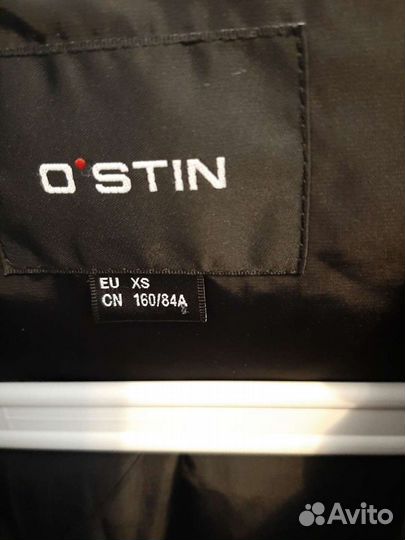 O'STIN
EU XS
CN 160/84A
Avito